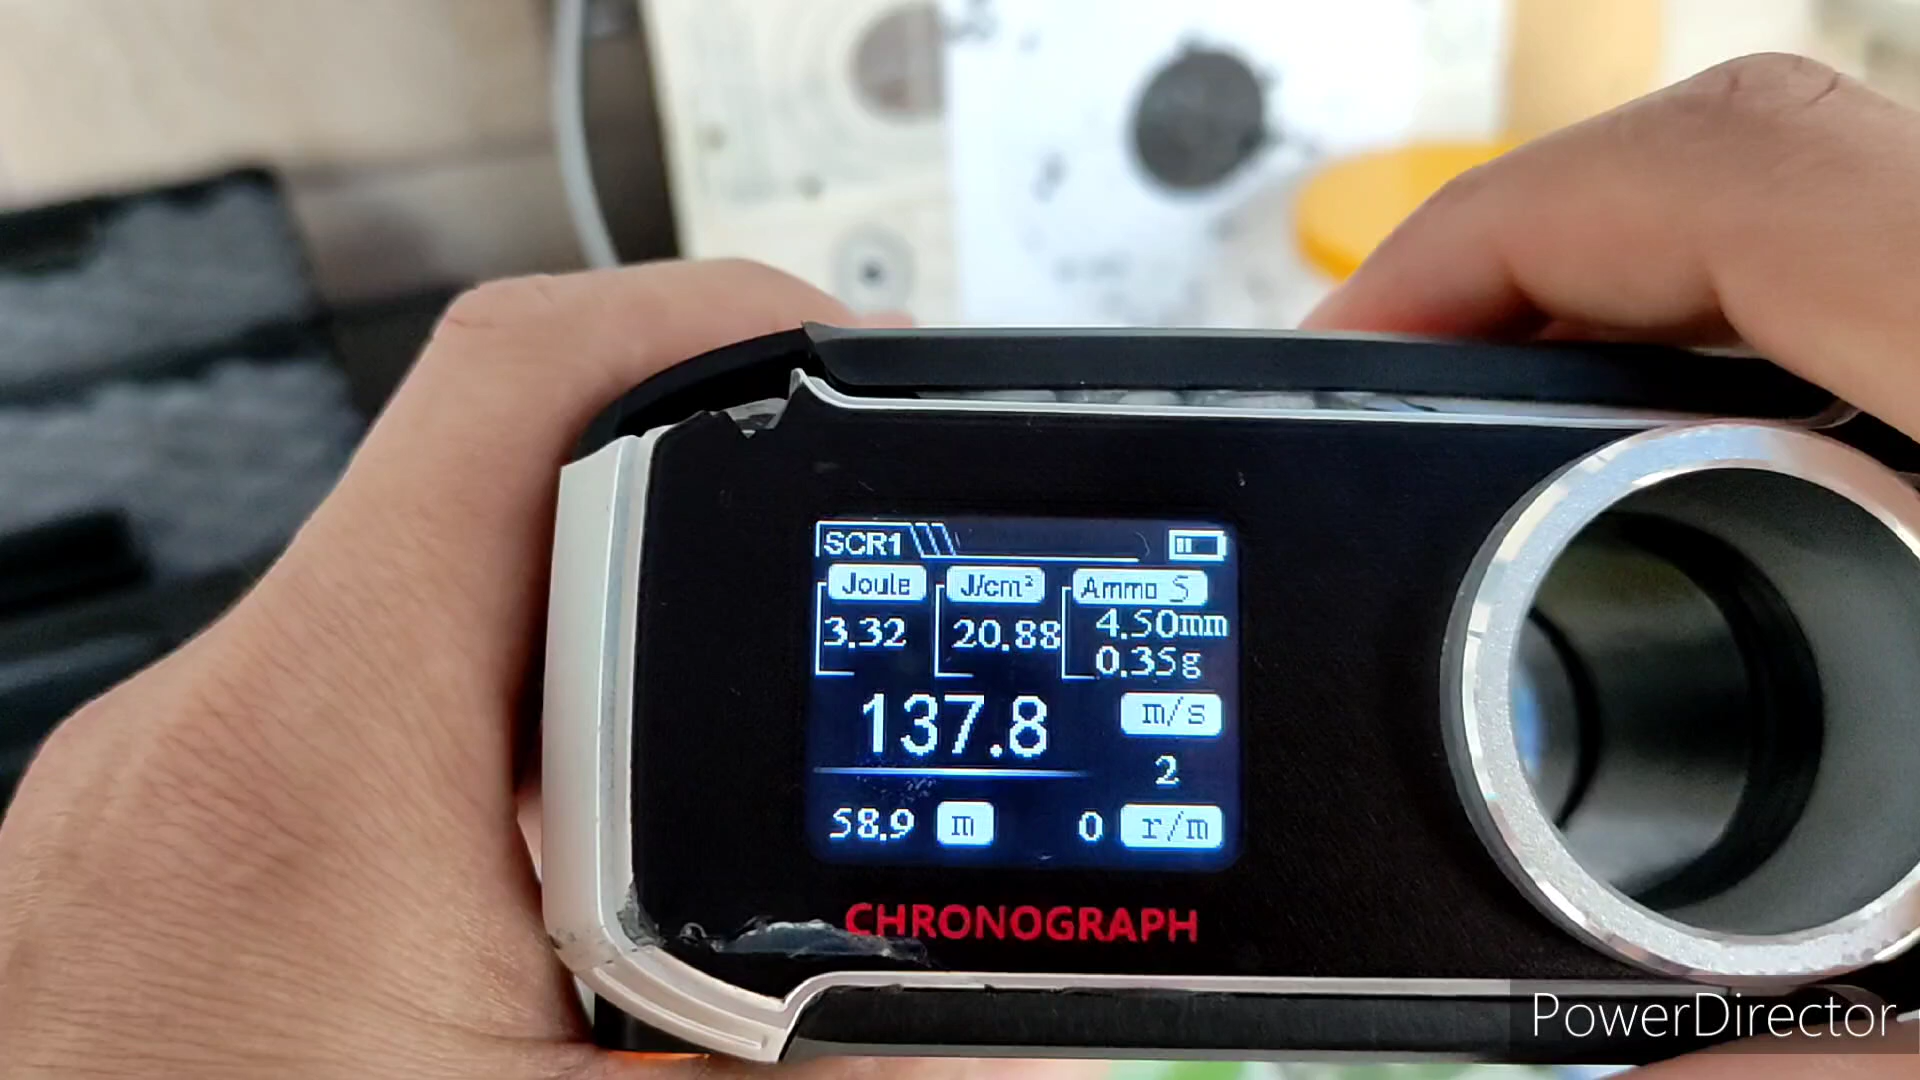 SCR1
Joule J/cm² Ammo 5
3.32 20.88 4.50mm
0.35g
137.8 m/s
2
58.9 m 0 r/m
CHRONOGRAPH
PowerDirector